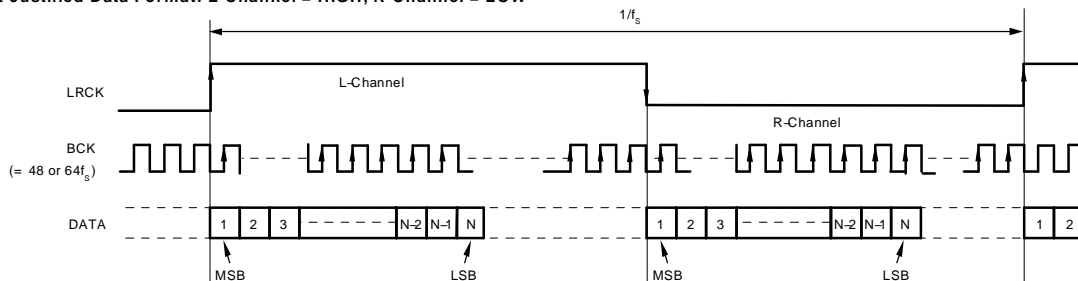 Justified Data Format: L-Channel = HIGH, R-Channel = LOW
1/fs
LRCK
L–Channel
R–Channel
BCK
(= 48 or 64fs)
DATA
1 2 3 N–2 N–1 N 1 2 3 N–2 N–1 N 1 2
MSB LSB MSB LSB